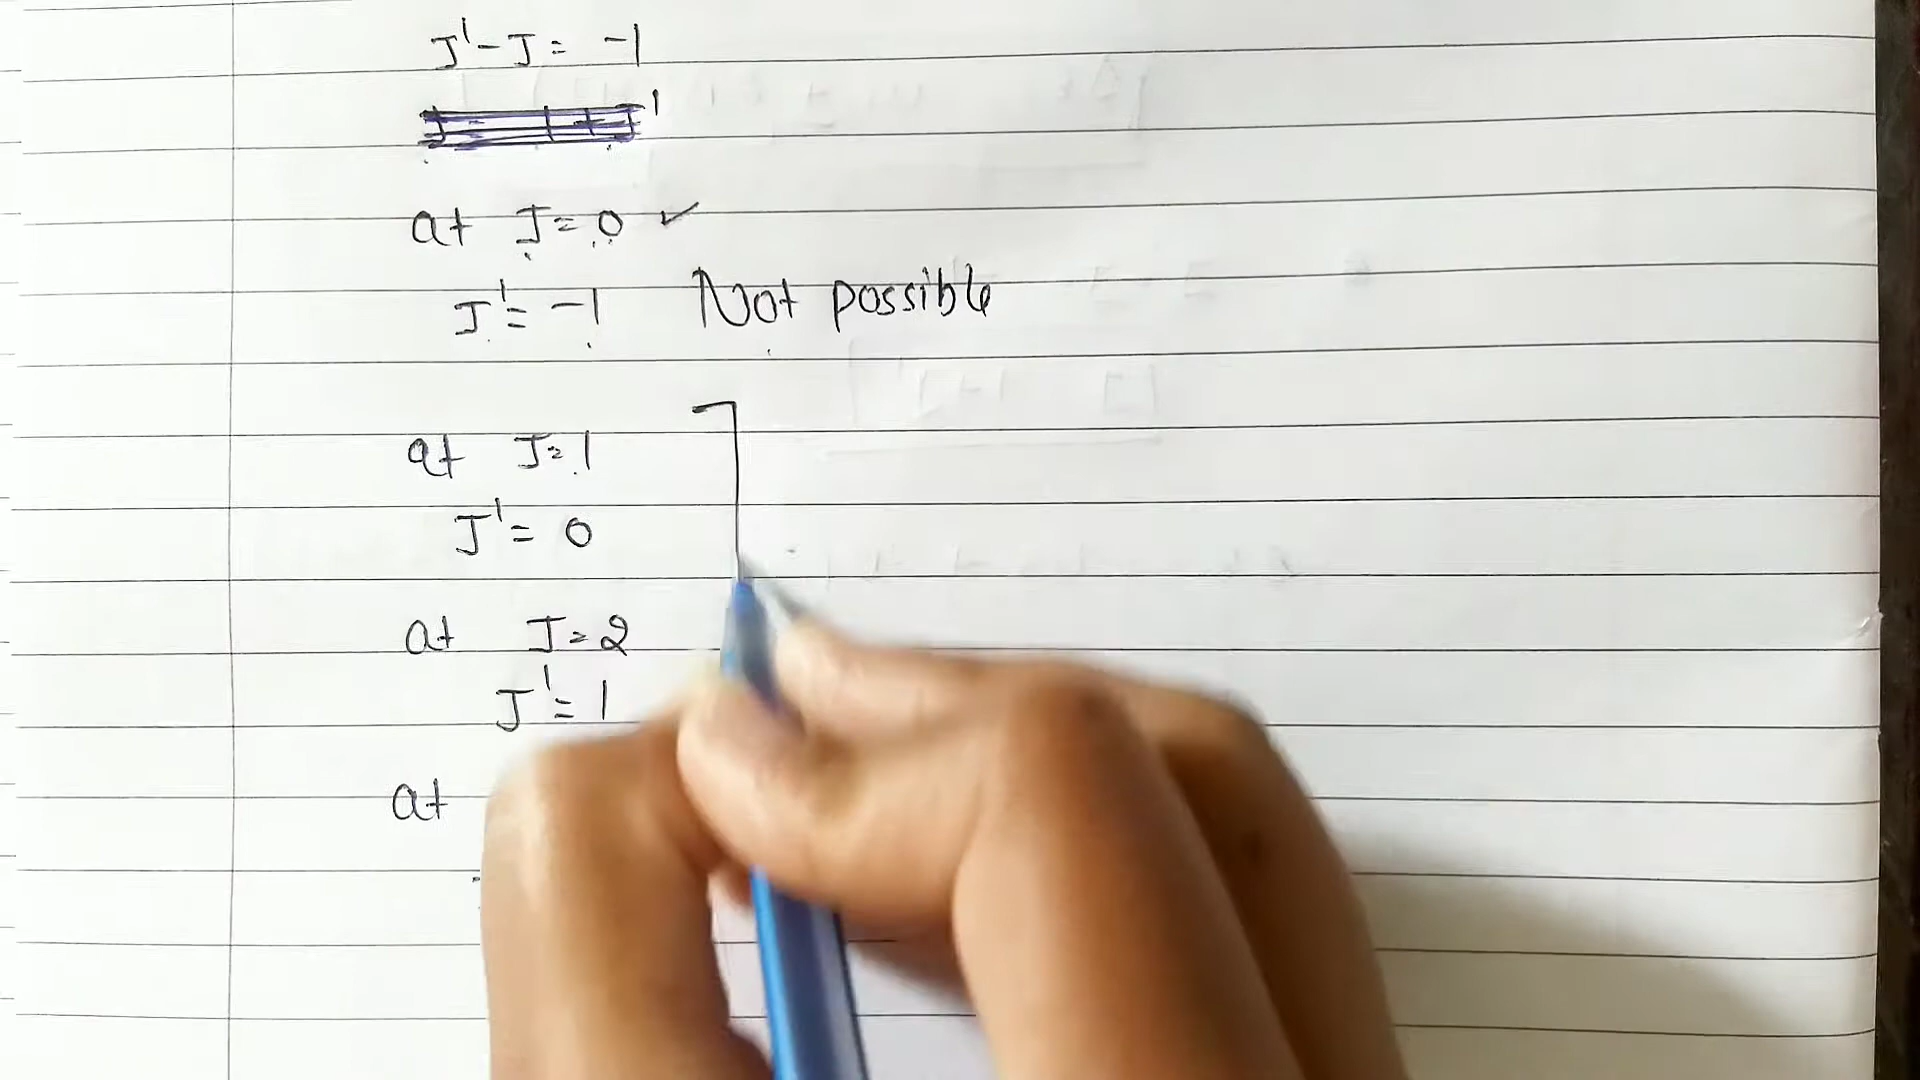 J' - J = -1
at J = 0 ✓
J' = -1 Not possible
at J = 1
J' = 0
at J = 2
J' = 1
at